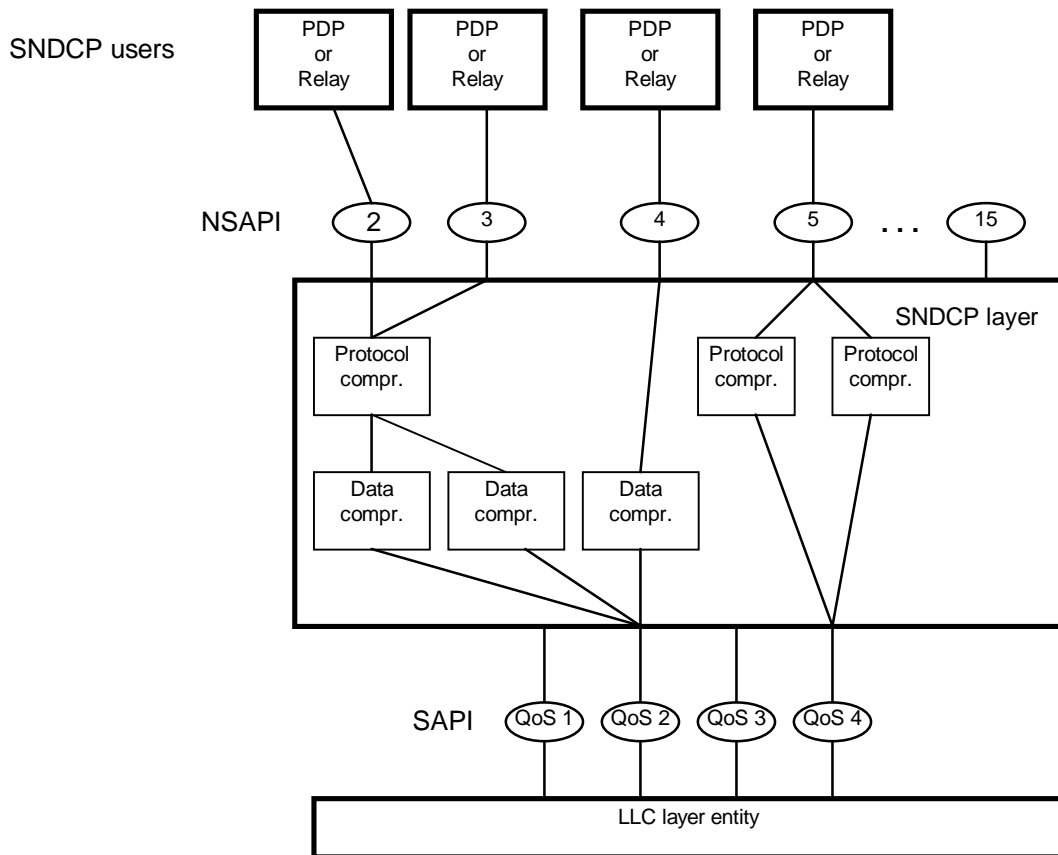 SNDCP users
PDP
or
Relay
PDP
or
Relay
PDP
or
Relay
PDP
or
Relay
NSAPI
2
3
4
5
. . .
15
SNDCP layer
Protocol
compr.
Protocol
compr.
Protocol
compr.
Data
compr.
Data
compr.
Data
compr.
SAPI
QoS 1
QoS 2
QoS 3
QoS 4
LLC layer entity